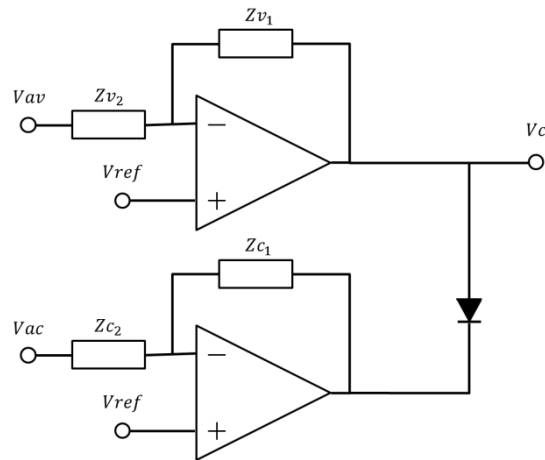 Zv₁
Vav
Zv₂
−
Vc
Vref
+
Zc₁
Vac
Zc₂
−
Vref
+